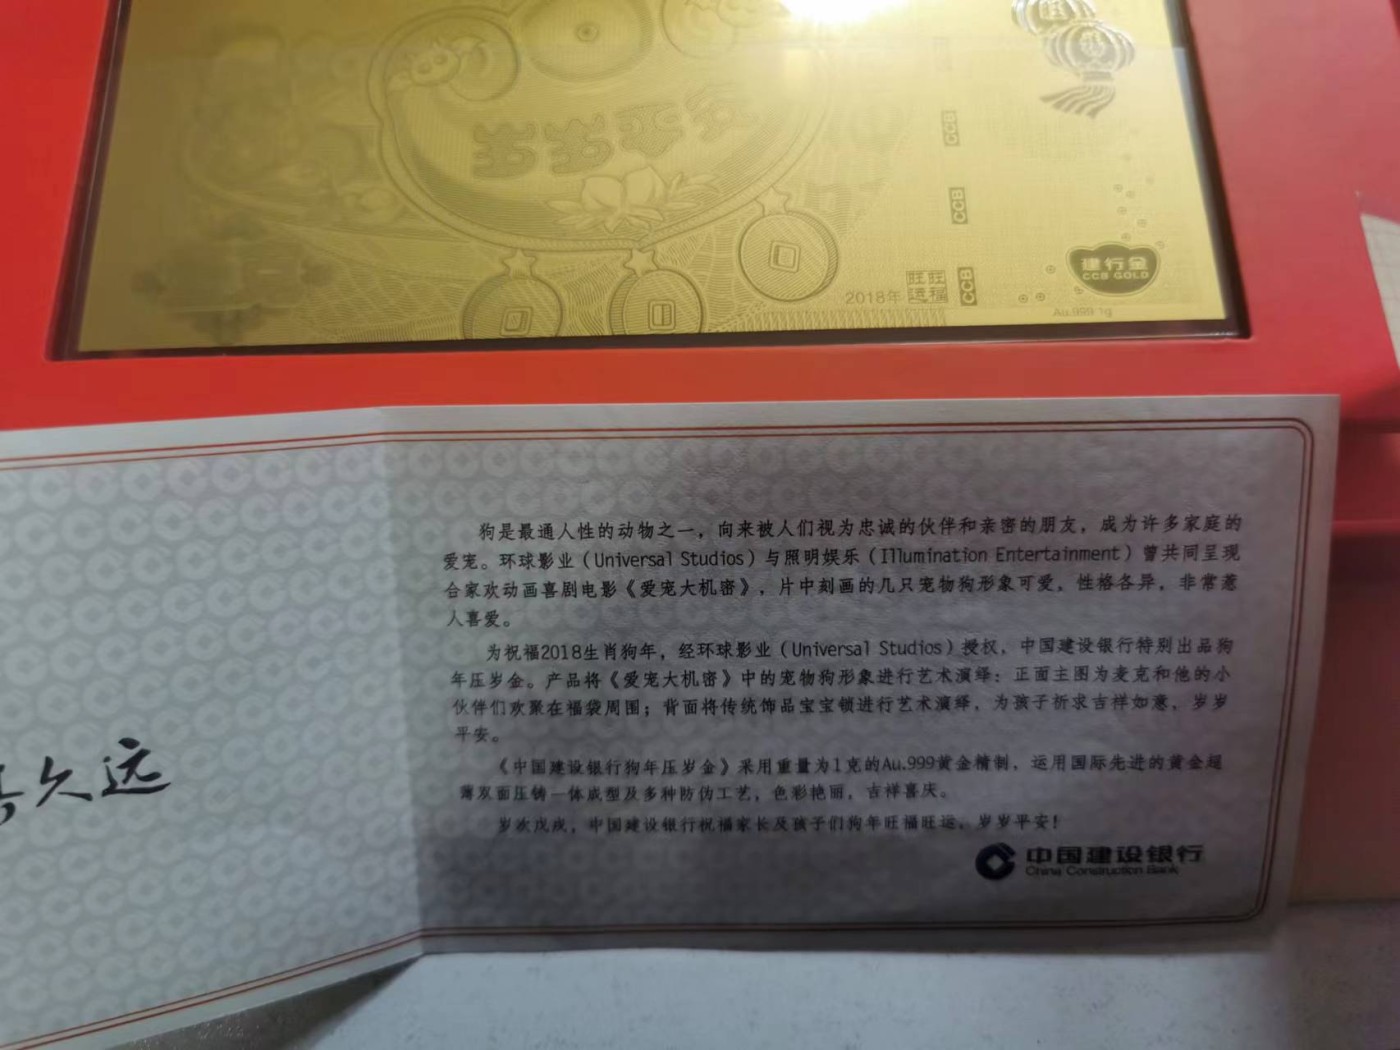 旺
岁岁平安
CCB
CCB
CCB
建行金
CCB GOLD
2018年
旺旺
运福
Au.999 1g
狗是最通人性的动物之一，向来被人们视为忠诚的伙伴和亲密的朋友，成为许多家庭的
爱宠。环球影业（Universal Studios）与照明娱乐（Illumination Entertainment）曾共同呈现
合家欢动画喜剧电影《爱宠大机密》，片中刻画的几只宠物狗形象可爱，性格各异，非常惹
人喜爱。
为祝福2018生肖狗年，经环球影业（Universal Studios）授权，中国建设银行特别出品狗
年压岁金。产品将《爱宠大机密》中的宠物狗形象进行艺术演绎：正面主图为麦克和他的小
伙伴们欢聚在福袋周围；背面将传统饰品宝宝锁进行艺术演绎，为孩子祈求吉祥如意，岁岁
平安。
《中国建设银行狗年压岁金》采用重量为1克的Au.999黄金精制，运用国际先进的黄金超
薄双面压铸一体成型及多种防伪工艺，色彩艳丽，吉祥喜庆。
岁次戊戌，中国建设银行祝福家长及孩子们狗年旺福旺运，岁岁平安！
久远
中国建设银行
China Construction Bank